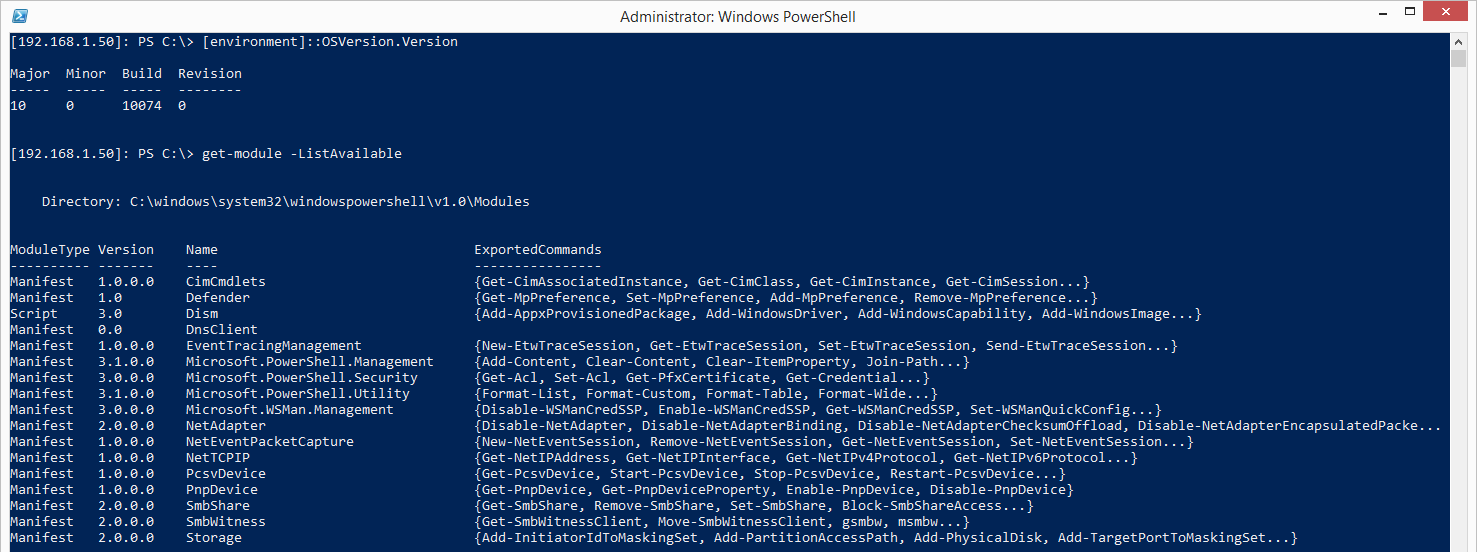 Administrator: Windows PowerShell
[192.168.1.50]: PS C:\> [environment]::OSVersion.Version
Major  Minor  Build  Revision
-----  -----  -----  --------
10     0      10074  0
[192.168.1.50]: PS C:\> get-module -ListAvailable
    Directory: C:\windows\system32\windowspowershell\v1.0\Modules
ModuleType Version    Name                                ExportedCommands
---------- -------    ----                                ----------------
Manifest   1.0.0.0    CimCmdlets                          {Get-CimAssociatedInstance, Get-CimClass, Get-CimInstance, Get-CimSession...}
Manifest   1.0        Defender                            {Get-MpPreference, Set-MpPreference, Add-MpPreference, Remove-MpPreference...}
Script     3.0        Dism                                {Add-AppxProvisionedPackage, Add-WindowsDriver, Add-WindowsCapability, Add-WindowsImage...}
Manifest   0.0        DnsClient
Manifest   1.0.0.0    EventTracingManagement              {New-EtwTraceSession, Get-EtwTraceSession, Set-EtwTraceSession, Send-EtwTraceSession...}
Manifest   3.1.0.0    Microsoft.PowerShell.Management     {Add-Content, Clear-Content, Clear-ItemProperty, Join-Path...}
Manifest   3.0.0.0    Microsoft.PowerShell.Security       {Get-Acl, Set-Acl, Get-PfxCertificate, Get-Credential...}
Manifest   3.1.0.0    Microsoft.PowerShell.Utility        {Format-List, Format-Custom, Format-Table, Format-Wide...}
Manifest   3.0.0.0    Microsoft.WSMan.Management          {Disable-WSManCredSSP, Enable-WSManCredSSP, Get-WSManCredSSP, Set-WSManQuickConfig...}
Manifest   2.0.0.0    NetAdapter                          {Disable-NetAdapter, Disable-NetAdapterBinding, Disable-NetAdapterChecksumOffload, Disable-NetAdapterEncapsulatedPacke...
Manifest   1.0.0.0    NetEventPacketCapture               {New-NetEventSession, Remove-NetEventSession, Get-NetEventSession, Set-NetEventSession...}
Manifest   1.0.0.0    NetTCPIP                            {Get-NetIPAddress, Get-NetIPInterface, Get-NetIPv4Protocol, Get-NetIPv6Protocol...}
Manifest   1.0.0.0    PcsvDevice                          {Get-PcsvDevice, Start-PcsvDevice, Stop-PcsvDevice, Restart-PcsvDevice...}
Manifest   1.0.0.0    PnpDevice                           {Get-PnpDevice, Get-PnpDeviceProperty, Enable-PnpDevice, Disable-PnpDevice}
Manifest   2.0.0.0    SmbShare                            {Get-SmbShare, Remove-SmbShare, Set-SmbShare, Block-SmbShareAccess...}
Manifest   2.0.0.0    SmbWitness                          {Get-SmbWitnessClient, Move-SmbWitnessClient, gsmbw, msmbw...}
Manifest   2.0.0.0    Storage                             {Add-InitiatorIdToMaskingSet, Add-PartitionAccessPath, Add-PhysicalDisk, Add-TargetPortToMaskingSet...}